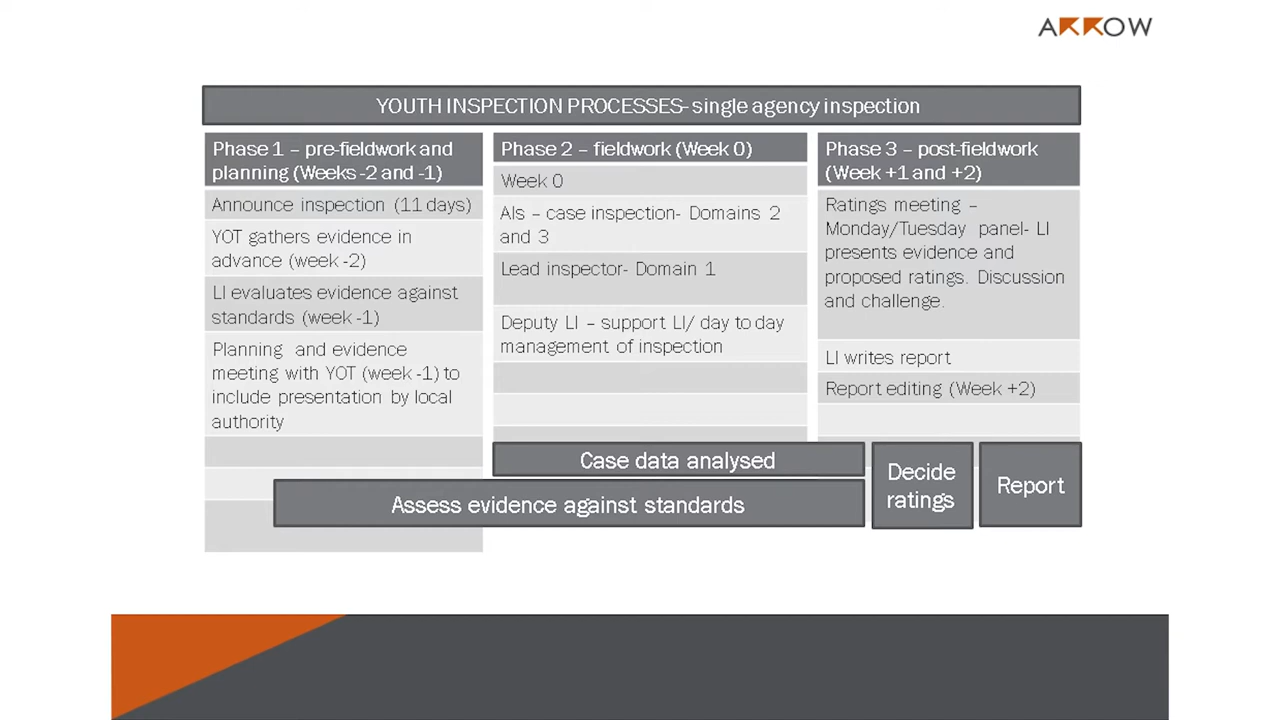 ARROW
YOUTH INSPECTION PROCESSES- single agency inspection
Phase 1 – pre-fieldwork and
planning (Weeks -2 and -1)
Announce inspection (11 days)
YOT gathers evidence in
advance (week -2)
LI evaluates evidence against
standards (week -1)
Planning and evidence
meeting with YOT (week -1) to
include presentation by local
authority
Phase 2 – fieldwork (Week 0)
Week 0
AIs – case inspection- Domains 2
and 3
Lead inspector- Domain 1
Deputy LI – support LI/ day to day
management of inspection
Phase 3 – post-fieldwork
(Week +1 and +2)
Ratings meeting –
Monday/Tuesday panel- LI
presents evidence and
proposed ratings. Discussion
and challenge.
LI writes report
Report editing (Week +2)
Case data analysed
Assess evidence against standards
Decide
ratings
Report